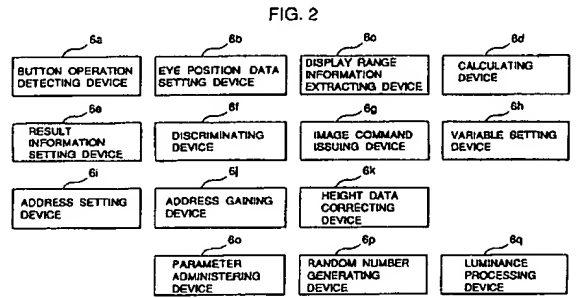 FIG. 2
6a
6b
6c
6d
BUTTON OPERATION
DETECTING DEVICE
EYE POSITION DATA
SETTING DEVICE
DISPLAY RANGE
INFORMATION
EXTRACTING DEVICE
CALCULATING
DEVICE
6e
6f
6g
6h
RESULT
INFORMATION
SETTING DEVICE
DISCRIMINATING
DEVICE
IMAGE COMMAND
ISSUING DEVICE
VARIABLE SETTING
DEVICE
6i
6j
6k
ADDRESS SETTING
DEVICE
ADDRESS GAINING
DEVICE
HEIGHT DATA
CORRECTING
DEVICE
6o
6p
6q
PARAMETER
ADMINISTERING
DEVICE
RANDOM NUMBER
GENERATING
DEVICE
LUMINANCE
PROCESSING
DEVICE